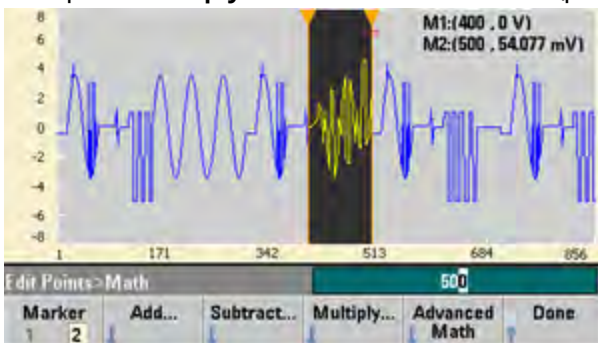 M1:(400 , 0 V)
M2:(500 , 54.077 mV)
8
6
4
2
0
-2
-4
-6
-8
1 171 342 513 684 856
Edit Points>Math 500
Marker Add... Subtract... Multiply... Advanced Math Done
1 2